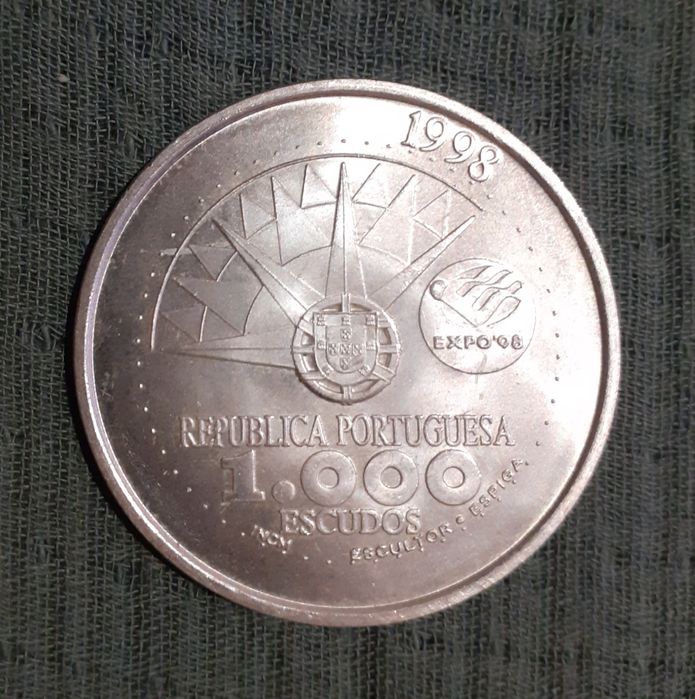 1998
EXPO'98
REPUBLICA PORTUGUESA
1.000
ESCUDOS
INCM
ESCULTOR: ESPIGA